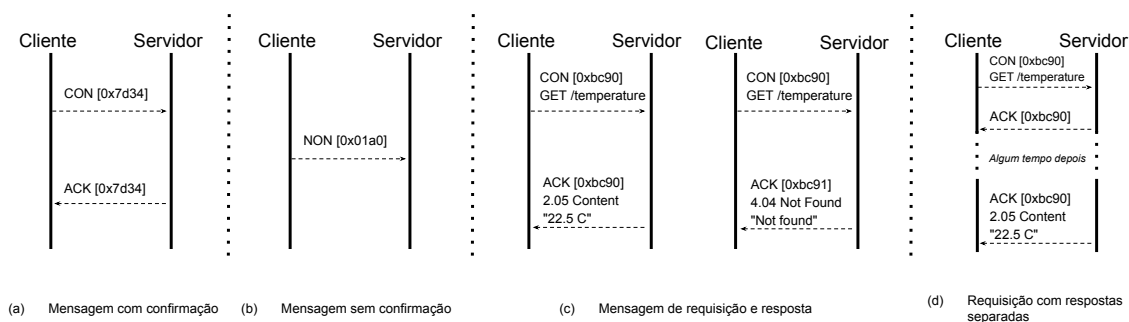 Cliente Servidor
CON [0x7d34]
ACK [0x7d34]
(a) Mensagem com confirmação
Cliente Servidor
NON [0x01a0]
(b) Mensagem sem confirmação
Cliente Servidor
CON [0xbc90]
GET /temperature
ACK [0xbc90]
2.05 Content
"22.5 C"
Cliente Servidor
CON [0xbc90]
GET /temperature
ACK [0xbc91]
4.04 Not Found
"Not found"
(c) Mensagem de requisição e resposta
Cliente Servidor
CON [0xbc90]
GET /temperature
ACK [0xbc90]
Algum tempo depois
ACK [0xbc90]
2.05 Content
"22.5 C"
(d) Requisição com respostas
separadas